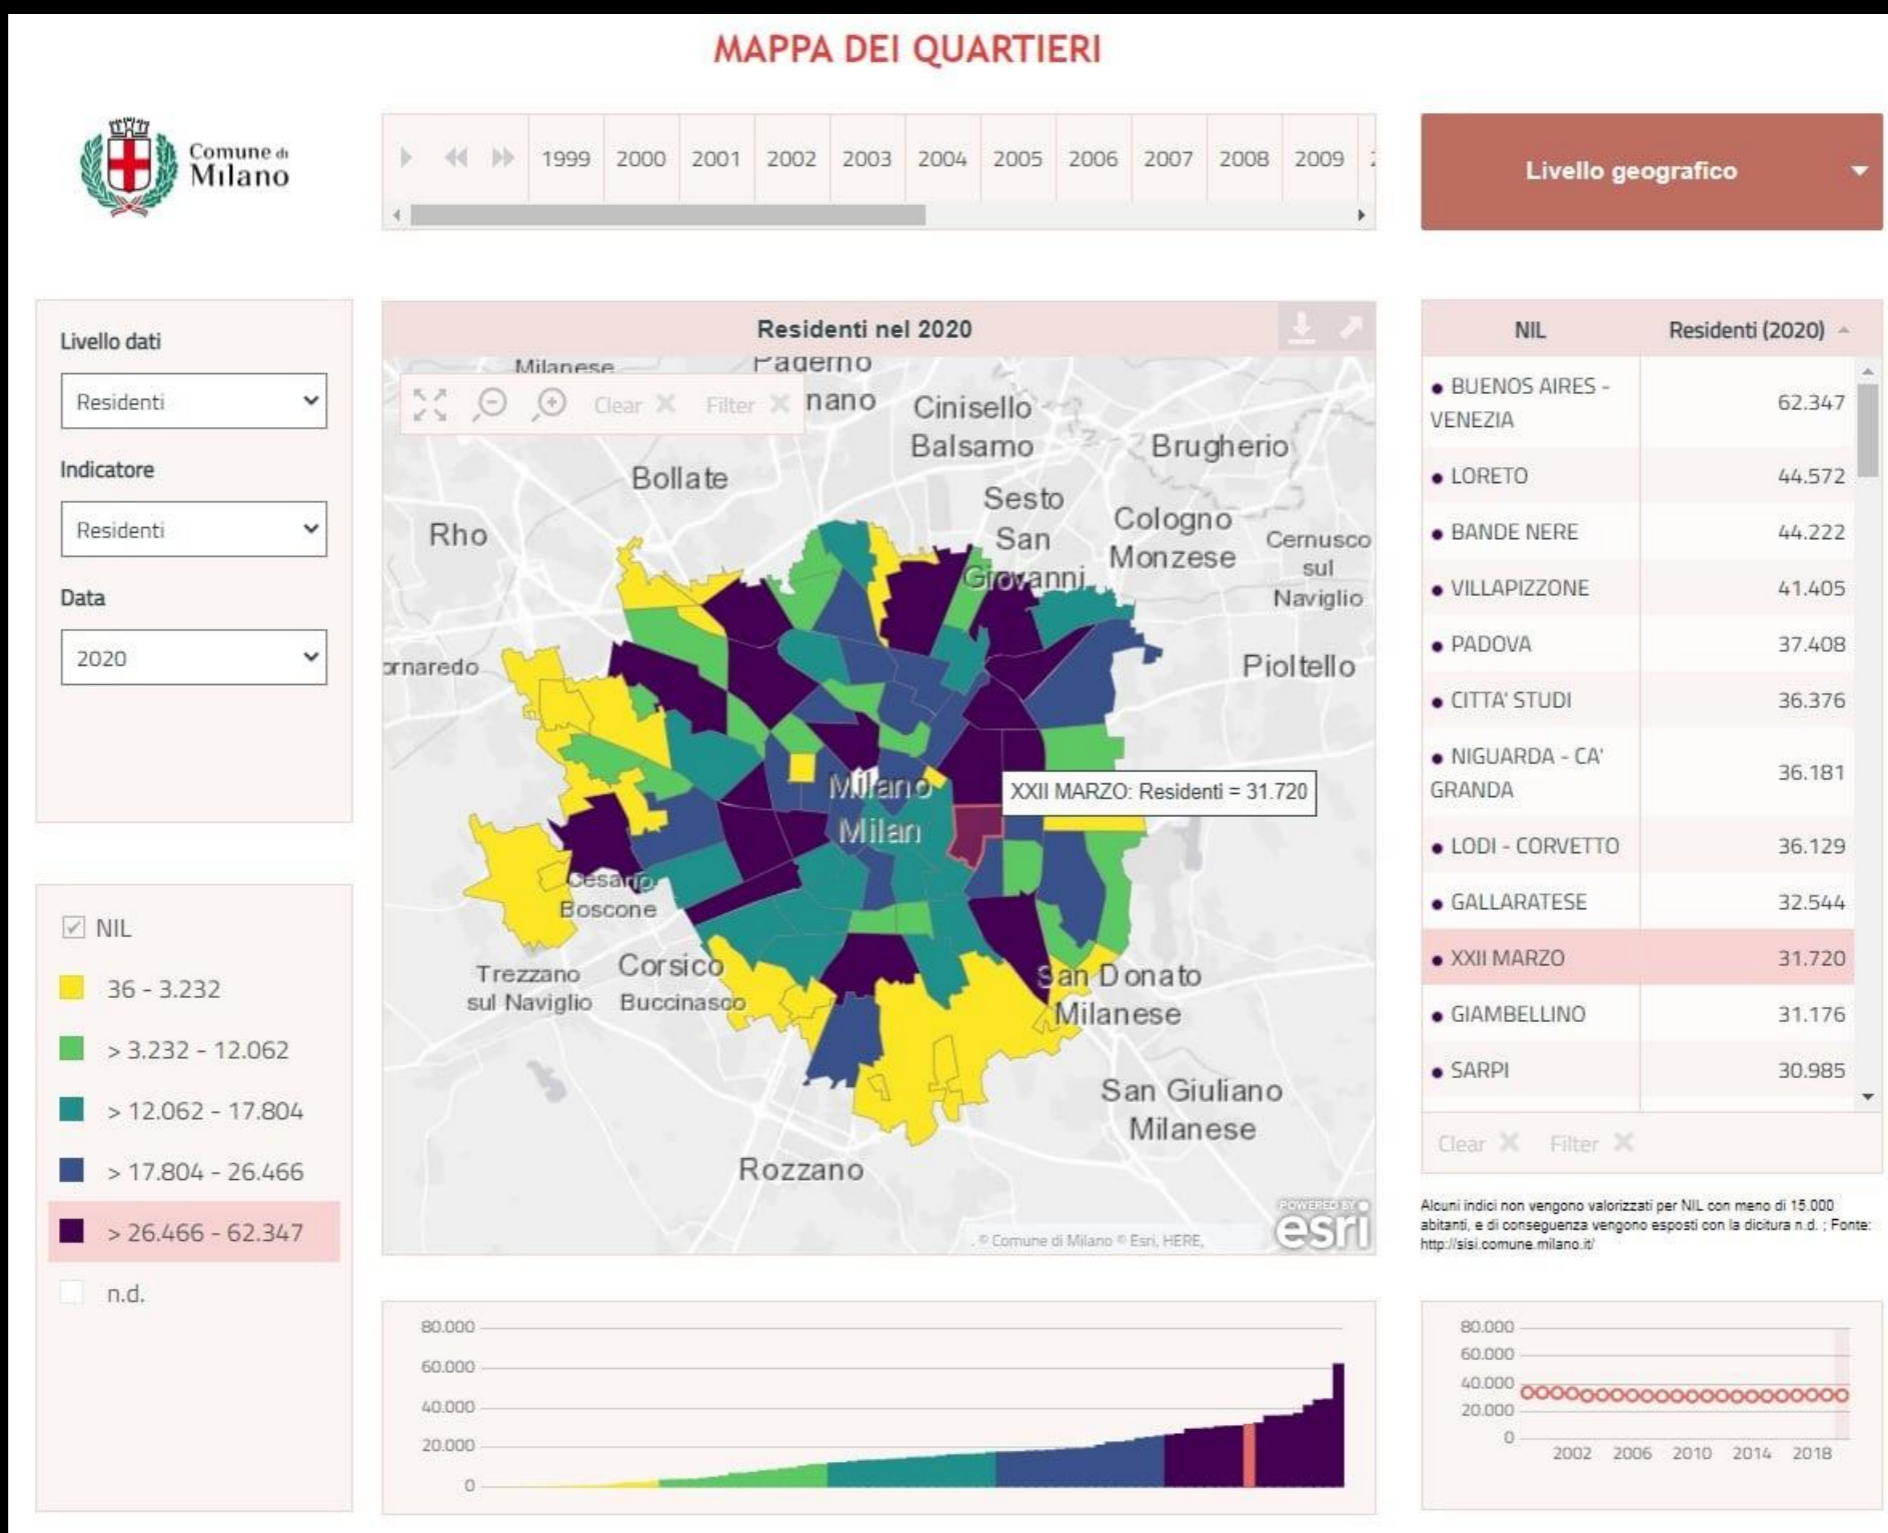 MAPPA DEI QUARTIERI
Comune di
Milano
1999 2000 2001 2002 2003 2004 2005 2006 2007 2008 2009
Livello geografico
Livello dati
Residenti
Indicatore
Residenti
Data
2020
NIL
36 - 3.232
> 3.232 - 12.062
> 12.062 - 17.804
> 17.804 - 26.466
> 26.466 - 62.347
n.d.
Residenti nel 2020
Clear Filter
Milanese
Paderno
nano
Cinisello
Balsamo
Brugherio
Bollate
Sesto
San
Giovanni
Rho
Cologno
Monzese
Cernusco
sul
Naviglio
ornaredo
Pioltello
XXII MARZO: Residenti = 31.720
Milano
Milan
Cesano
Boscone
Trezzano
sul Naviglio
Corsico
Buccinasco
San Donato
Milanese
San Giuliano
Milanese
Rozzano
. © Comune di Milano © Esri, HERE,
POWERED BY
esri
NIL Residenti (2020)
BUENOS AIRES -
VENEZIA 62.347
LORETO 44.572
BANDE NERE 44.222
VILLAPIZZONE 41.405
PADOVA 37.408
CITTA' STUDI 36.376
NIGUARDA - CA'
GRANDA 36.181
LODI - CORVETTO 36.129
GALLARATESE 32.544
XXII MARZO 31.720
GIAMBELLINO 31.176
SARPI 30.985
Clear Filter
Alcuni indici non vengono valorizzati per NIL con meno di 15.000
abitanti, e di conseguenza vengono esposti con la dicitura n.d. ; Fonte:
http://sisi.comune.milano.it/
80.000
60.000
40.000
20.000
0
80.000
60.000
40.000
20.000
0
2002 2006 2010 2014 2018